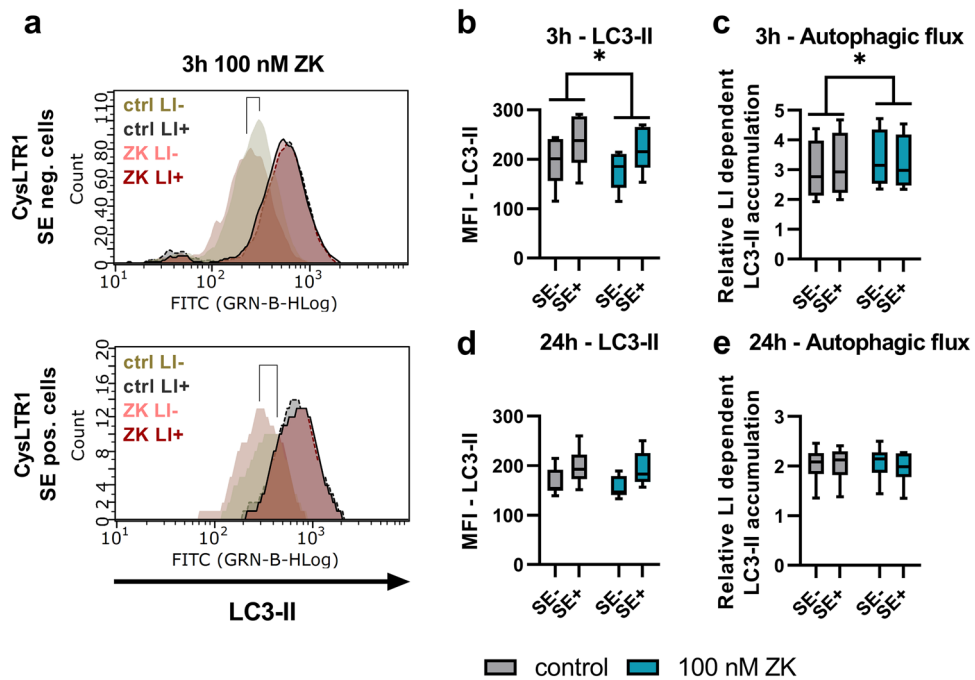 a
3h 100 nM ZK
CysLTR1
SE neg. cells
Count
0 20 40 60 80 110
ctrl LI-
ctrl LI+
ZK LI-
ZK LI+
10¹ 10² 10³
FITC (GRN-B-HLog)
CysLTR1
SE pos. cells
Count
0 2 4 8 12 16 20
ctrl LI-
ctrl LI+
ZK LI-
ZK LI+
10¹ 10² 10³
FITC (GRN-B-HLog)
LC3-II
b
3h - LC3-II
*
MFI - LC3-II
300
200
100
0
SE- SE+ SE- SE+
c
3h - Autophagic flux
*
Relative LI dependent
LC3-II accumulation
5
4
3
2
1
0
SE- SE+ SE- SE+
d
24h - LC3-II
MFI - LC3-II
300
200
100
0
SE- SE+ SE- SE+
e
24h - Autophagic flux
Relative LI dependent
LC3-II accumulation
5
4
3
2
1
0
SE- SE+ SE- SE+
control 100 nM ZK